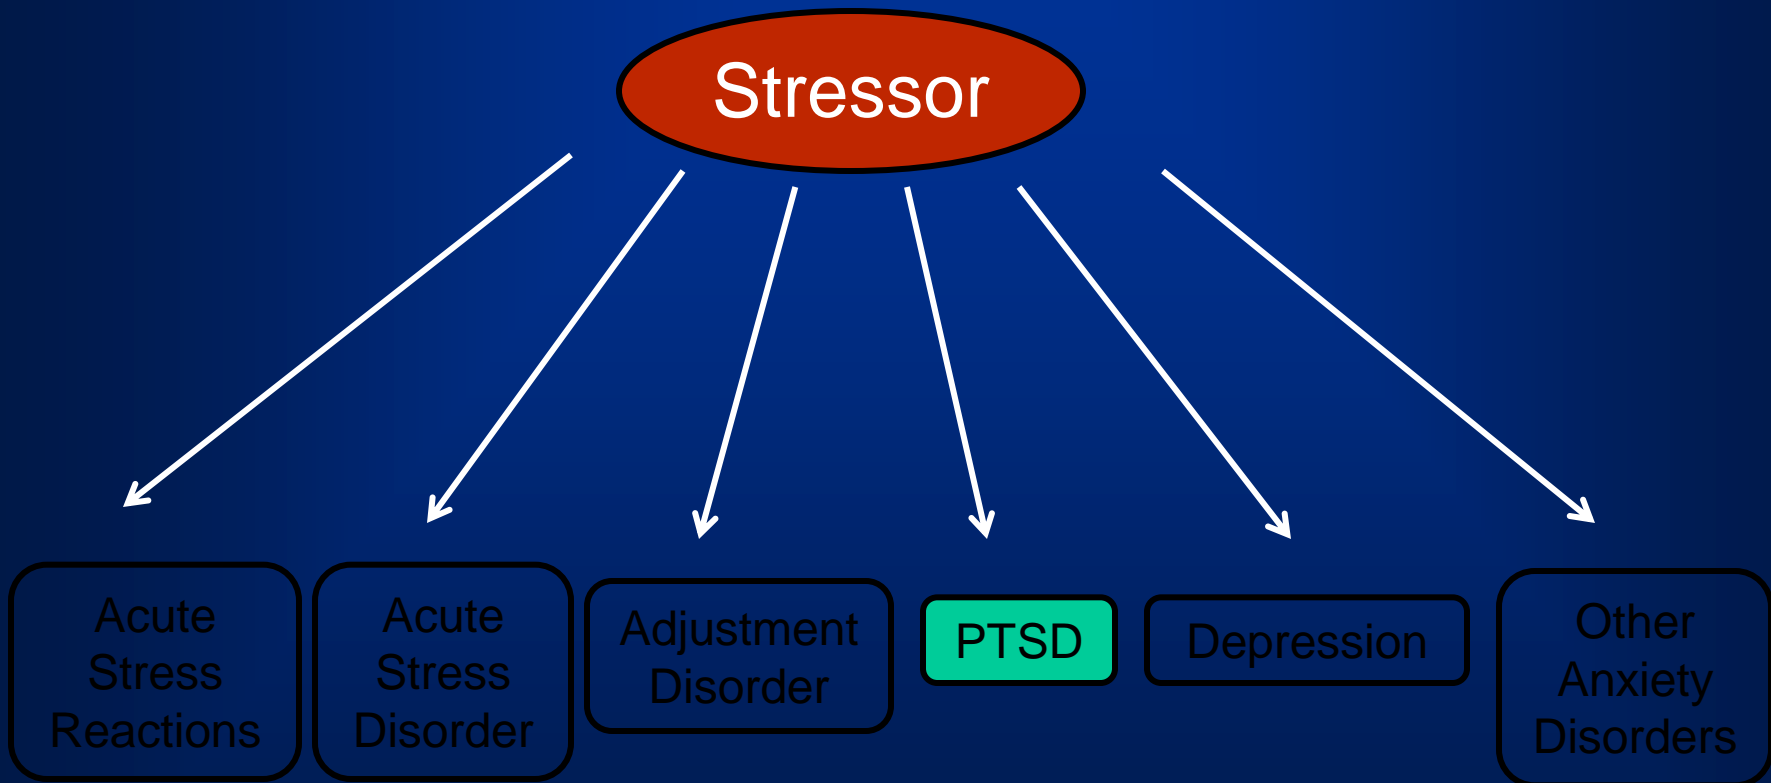 Stressor
Acute
Stress
Reactions
Acute
Stress
Disorder
Adjustment
Disorder
PTSD
Depression
Other
Anxiety
Disorders